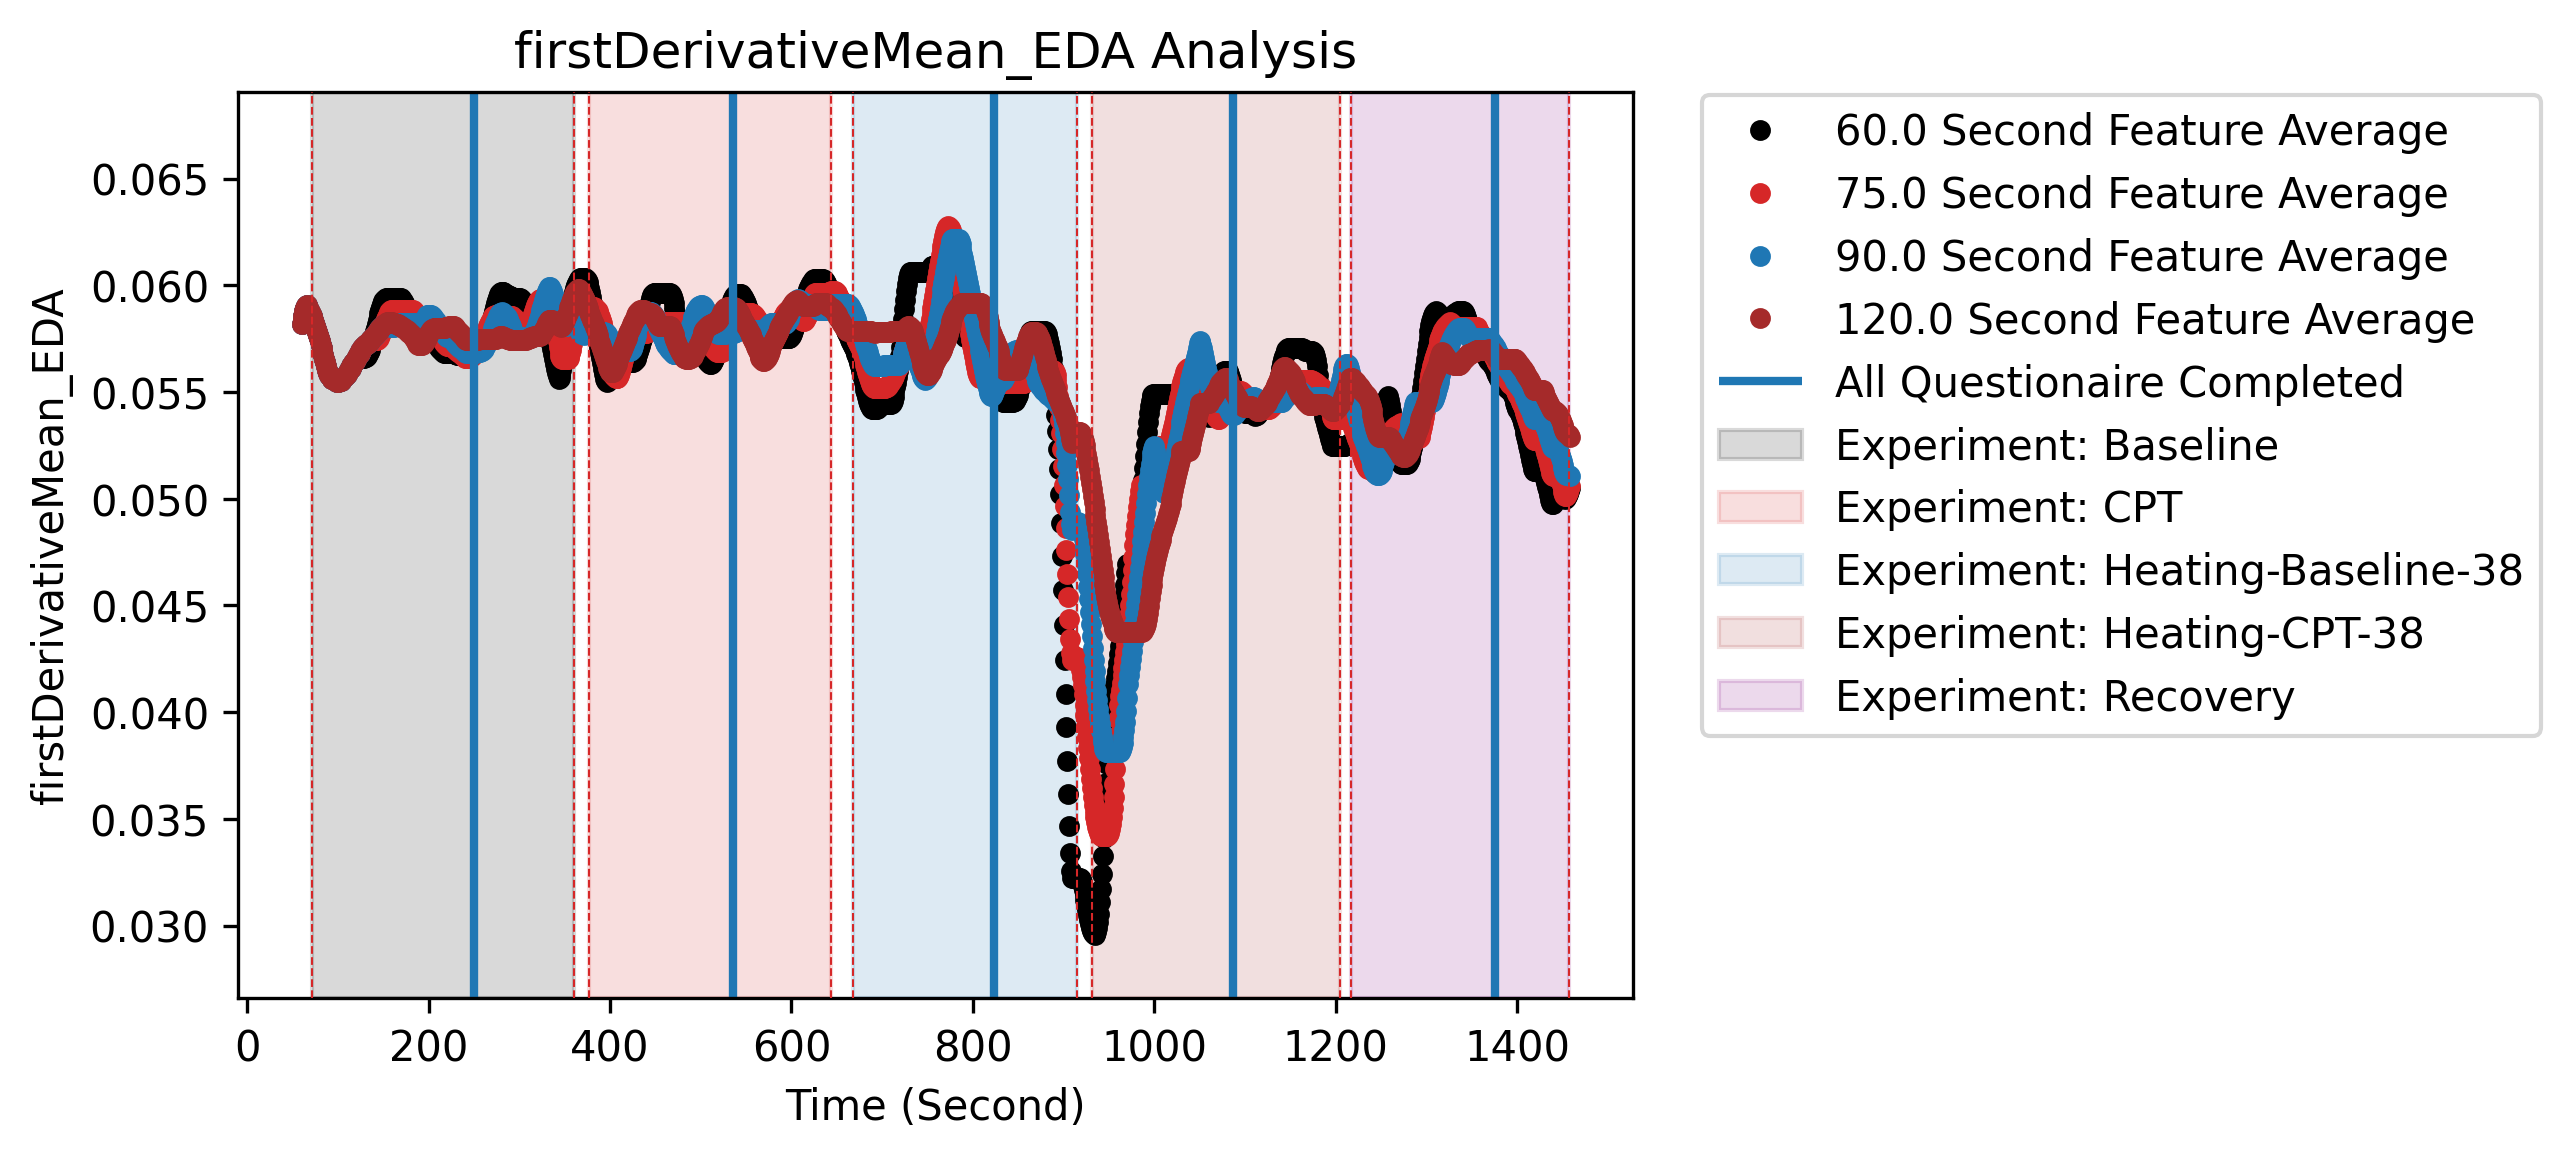 firstDerivativeMean_EDA Analysis
firstDerivativeMean_EDA
0.065
0.060
0.055
0.050
0.045
0.040
0.035
0.030
0 200 400 600 800 1000 1200 1400
Time (Second)
60.0 Second Feature Average
75.0 Second Feature Average
90.0 Second Feature Average
120.0 Second Feature Average
All Questionaire Completed
Experiment: Baseline
Experiment: CPT
Experiment: Heating-Baseline-38
Experiment: Heating-CPT-38
Experiment: Recovery